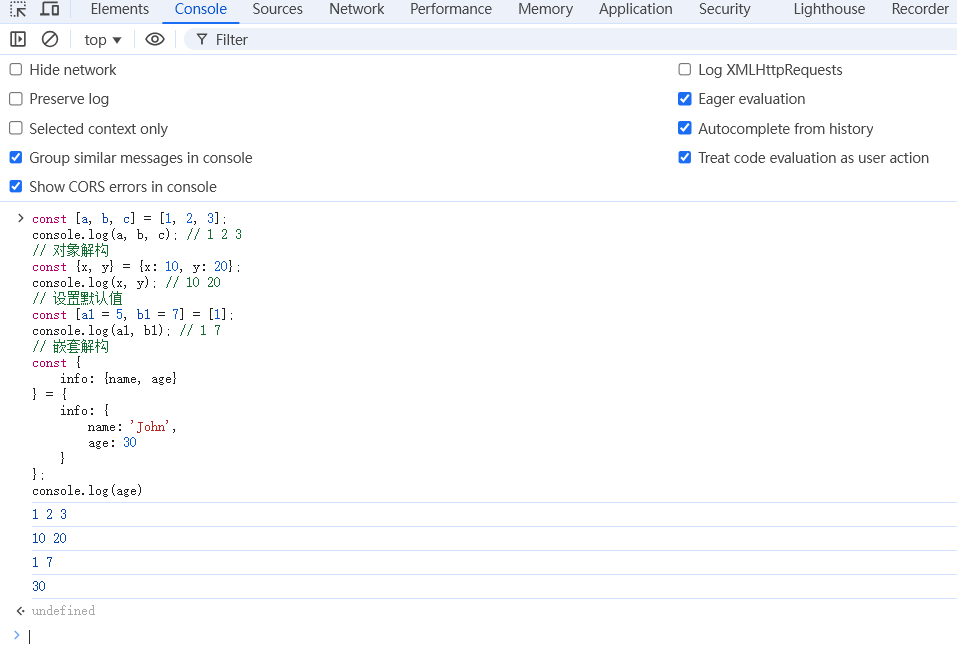 Elements Console Sources Network Performance Memory Application Security Lighthouse Recorder
top ▼ Filter
Hide network Log XMLHttpRequests
Preserve log Eager evaluation
Selected context only Autocomplete from history
Group similar messages in console Treat code evaluation as user action
Show CORS errors in console
const [a, b, c] = [1, 2, 3];
console.log(a, b, c); // 1 2 3
// 对象解构
const {x, y} = {x: 10, y: 20};
console.log(x, y); // 10 20
// 设置默认值
const [a1 = 5, b1 = 7] = [1];
console.log(a1, b1); // 1 7
// 嵌套解构
const {
    info: {name, age}
} = {
    info: {
        name: 'John',
        age: 30
    }
};
console.log(age)
1 2 3
10 20
1 7
30
undefined